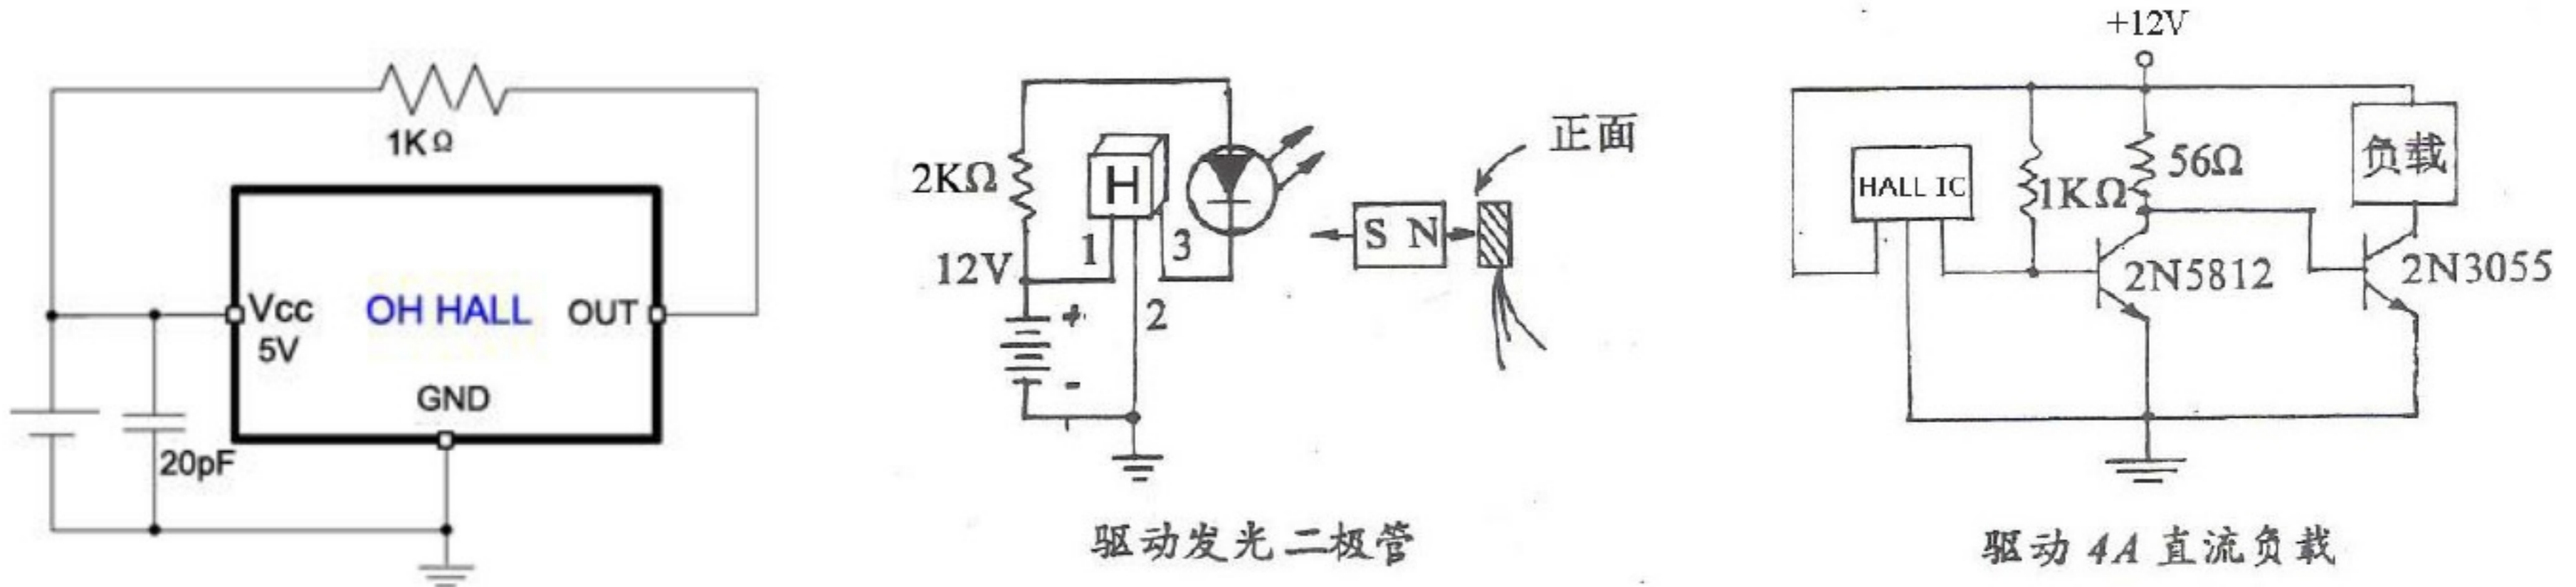 1KΩ
Vcc
OH HALL
OUT
5V
GND
20pF
2KΩ
H
1
3
12V
+
2
-
正面
S N
驱动发光二极管
+12V
HALL IC
1KΩ
56Ω
负载
2N5812
2N3055
驱动 4A 直流负载